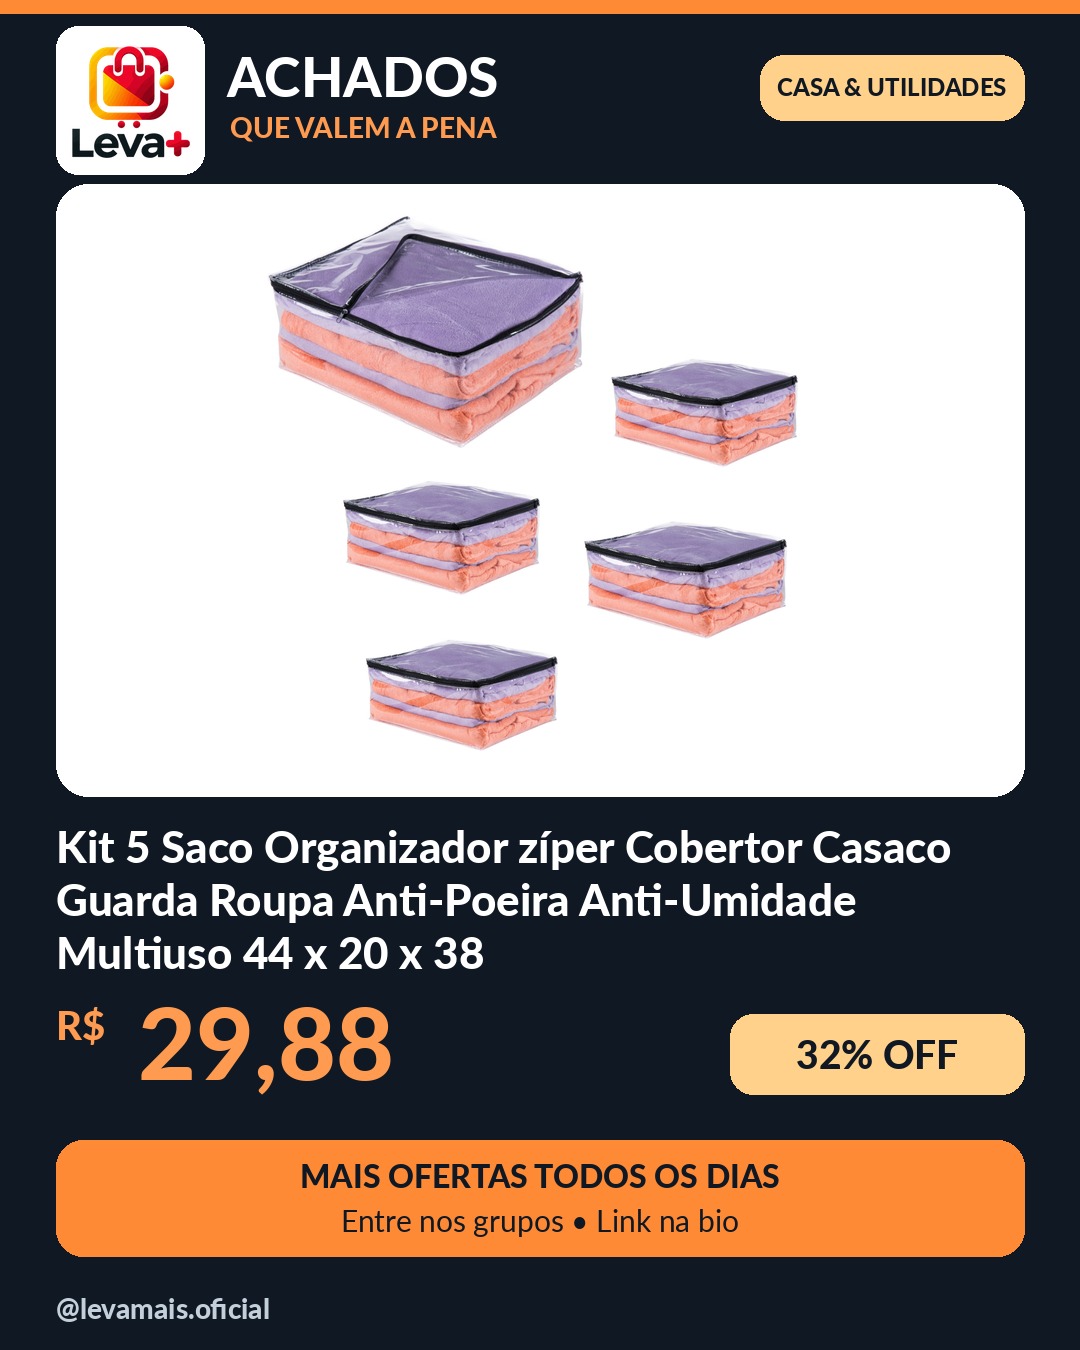 Leva+
ACHADOS
QUE VALEM A PENA
CASA & UTILIDADES
Kit 5 Saco Organizador zíper Cobertor Casaco
Guarda Roupa Anti-Poeira Anti-Umidade
Multiuso 44 x 20 x 38
R$ 29,88
32% OFF
MAIS OFERTAS TODOS OS DIAS
Entre nos grupos • Link na bio
@levamais.oficial